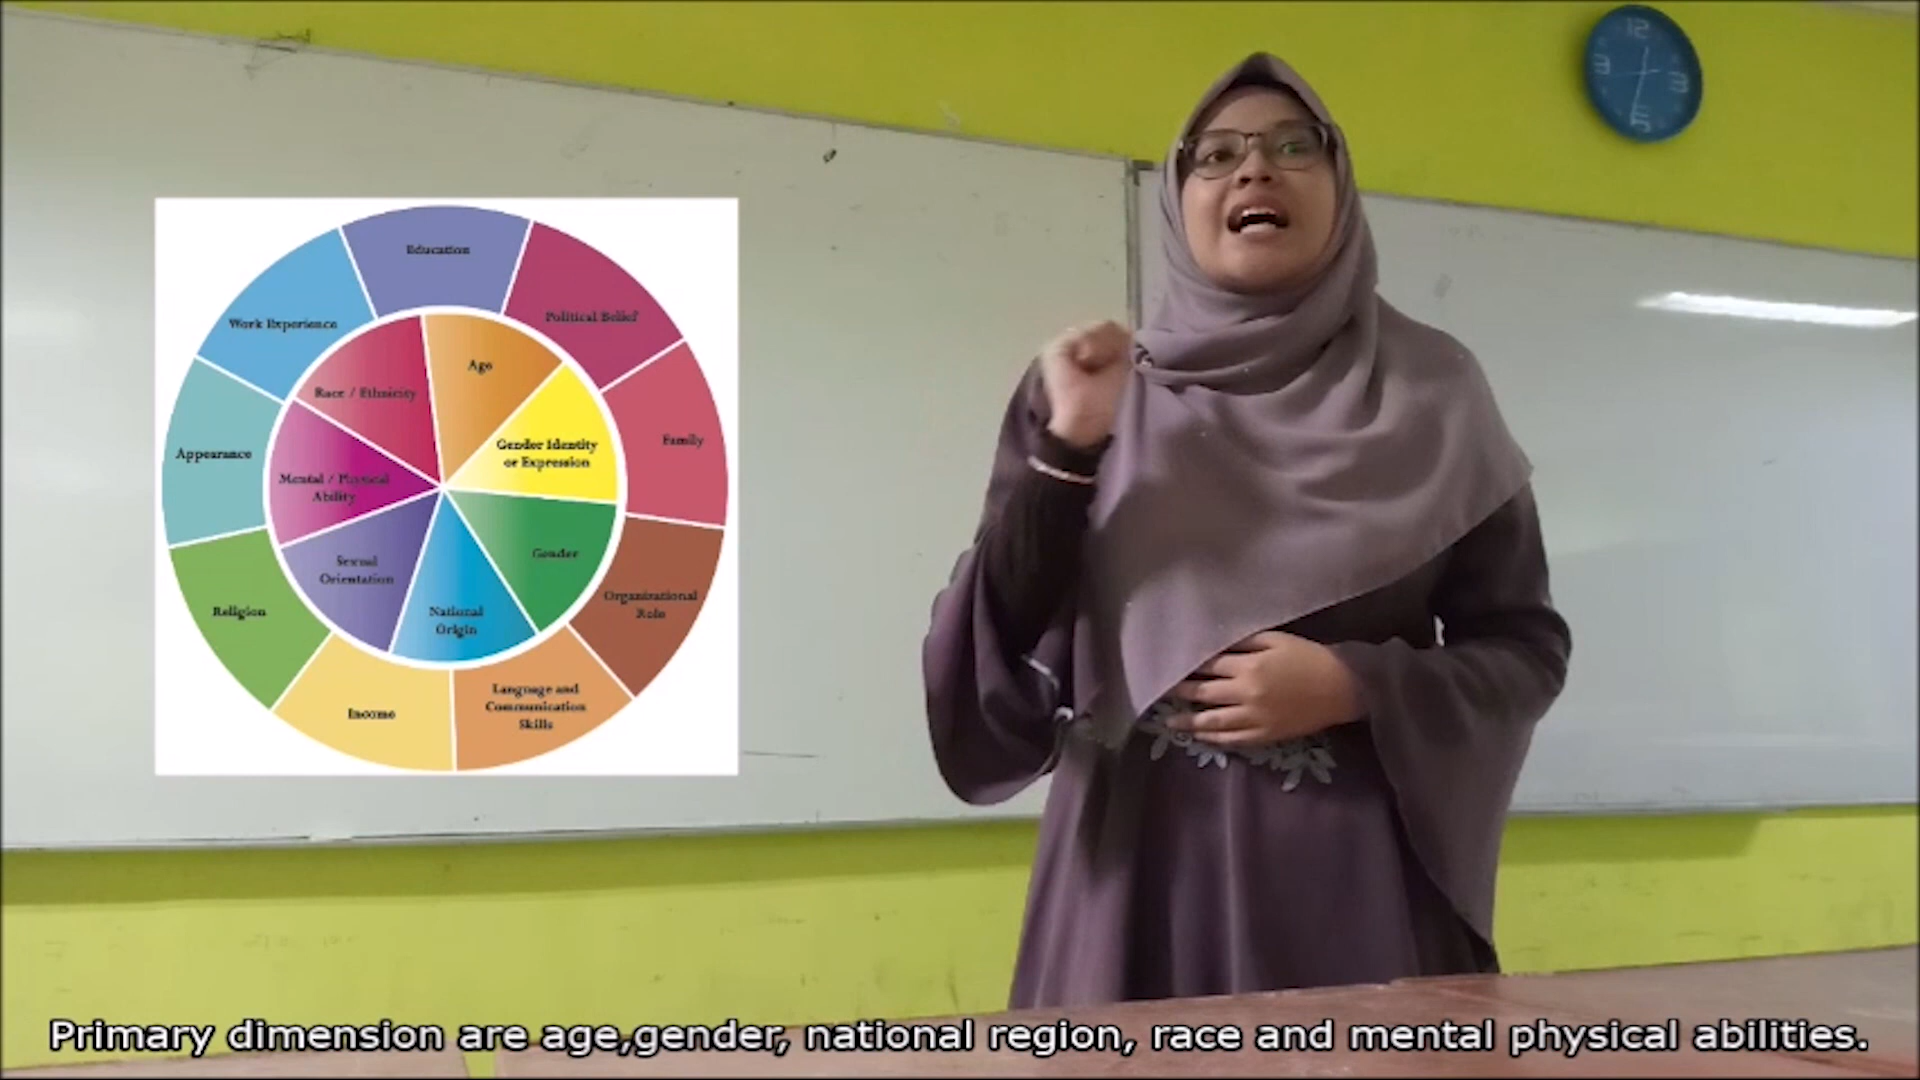 Education
Political Belief
Work Experience
Age
Race / Ethnicity
Gender Identity
or Expression
Family
Appearance
Mental / Physical
Ability
Gender
Sexual
Orientation
National
Origin
Organizational
Role
Religion
Language and
Communication
Skills
Income
12
Primary dimension are age,gender, national region, race and mental physical abilities.